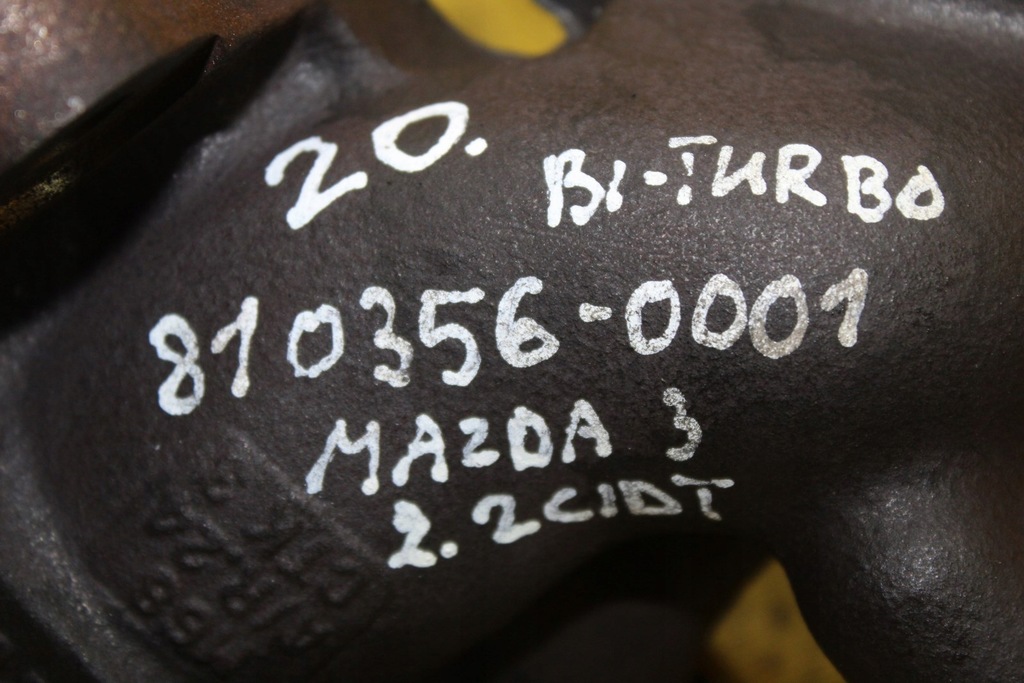 20. BI-TURBO
810356-0001
MAZDA 3
2.2CIDT